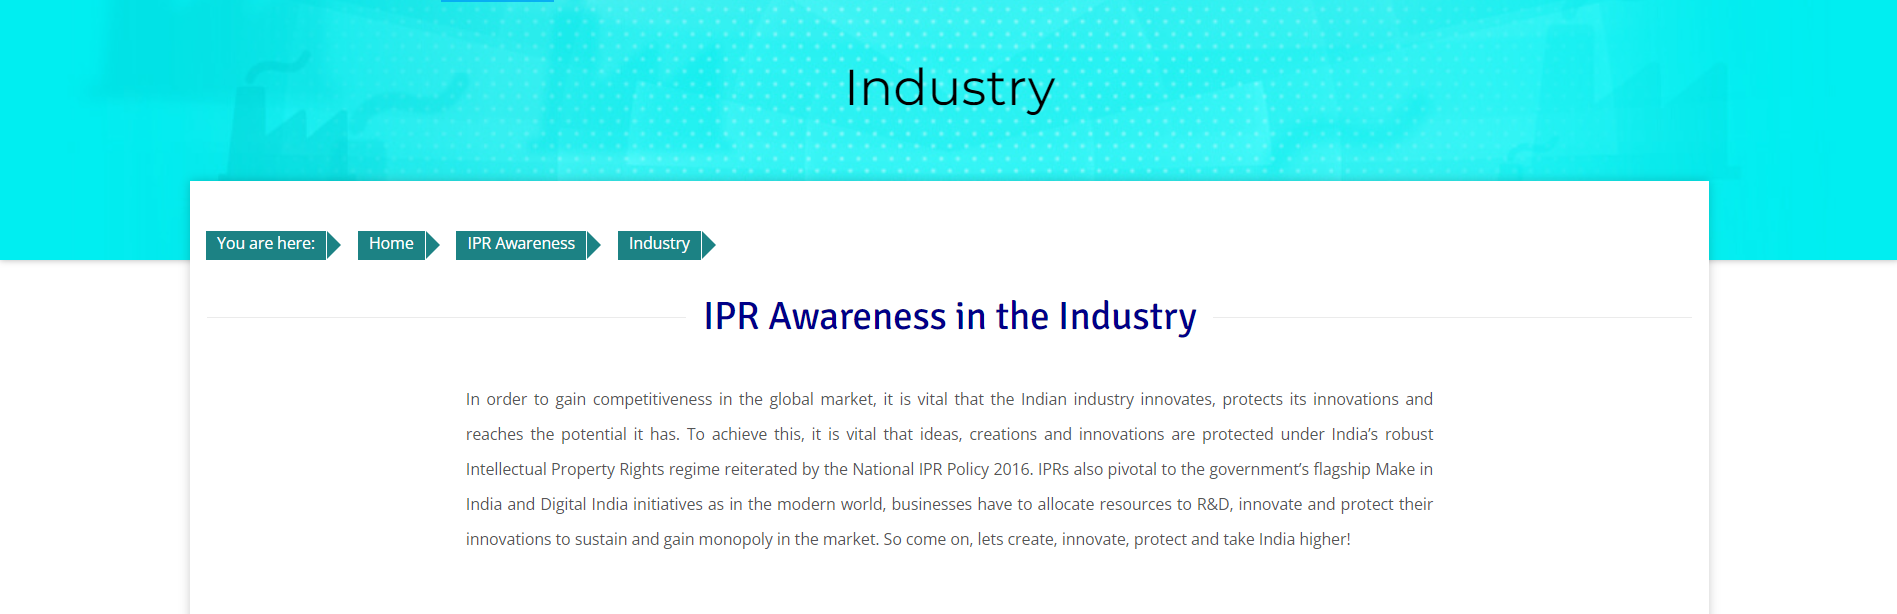 Industry
You are here: Home IPR Awareness Industry
IPR Awareness in the Industry
In order to gain competitiveness in the global market, it is vital that the Indian industry innovates, protects its innovations and
reaches the potential it has. To achieve this, it is vital that ideas, creations and innovations are protected under India’s robust
Intellectual Property Rights regime reiterated by the National IPR Policy 2016. IPRs also pivotal to the government’s flagship Make in
India and Digital India initiatives as in the modern world, businesses have to allocate resources to R&D, innovate and protect their
innovations to sustain and gain monopoly in the market. So come on, lets create, innovate, protect and take India higher!